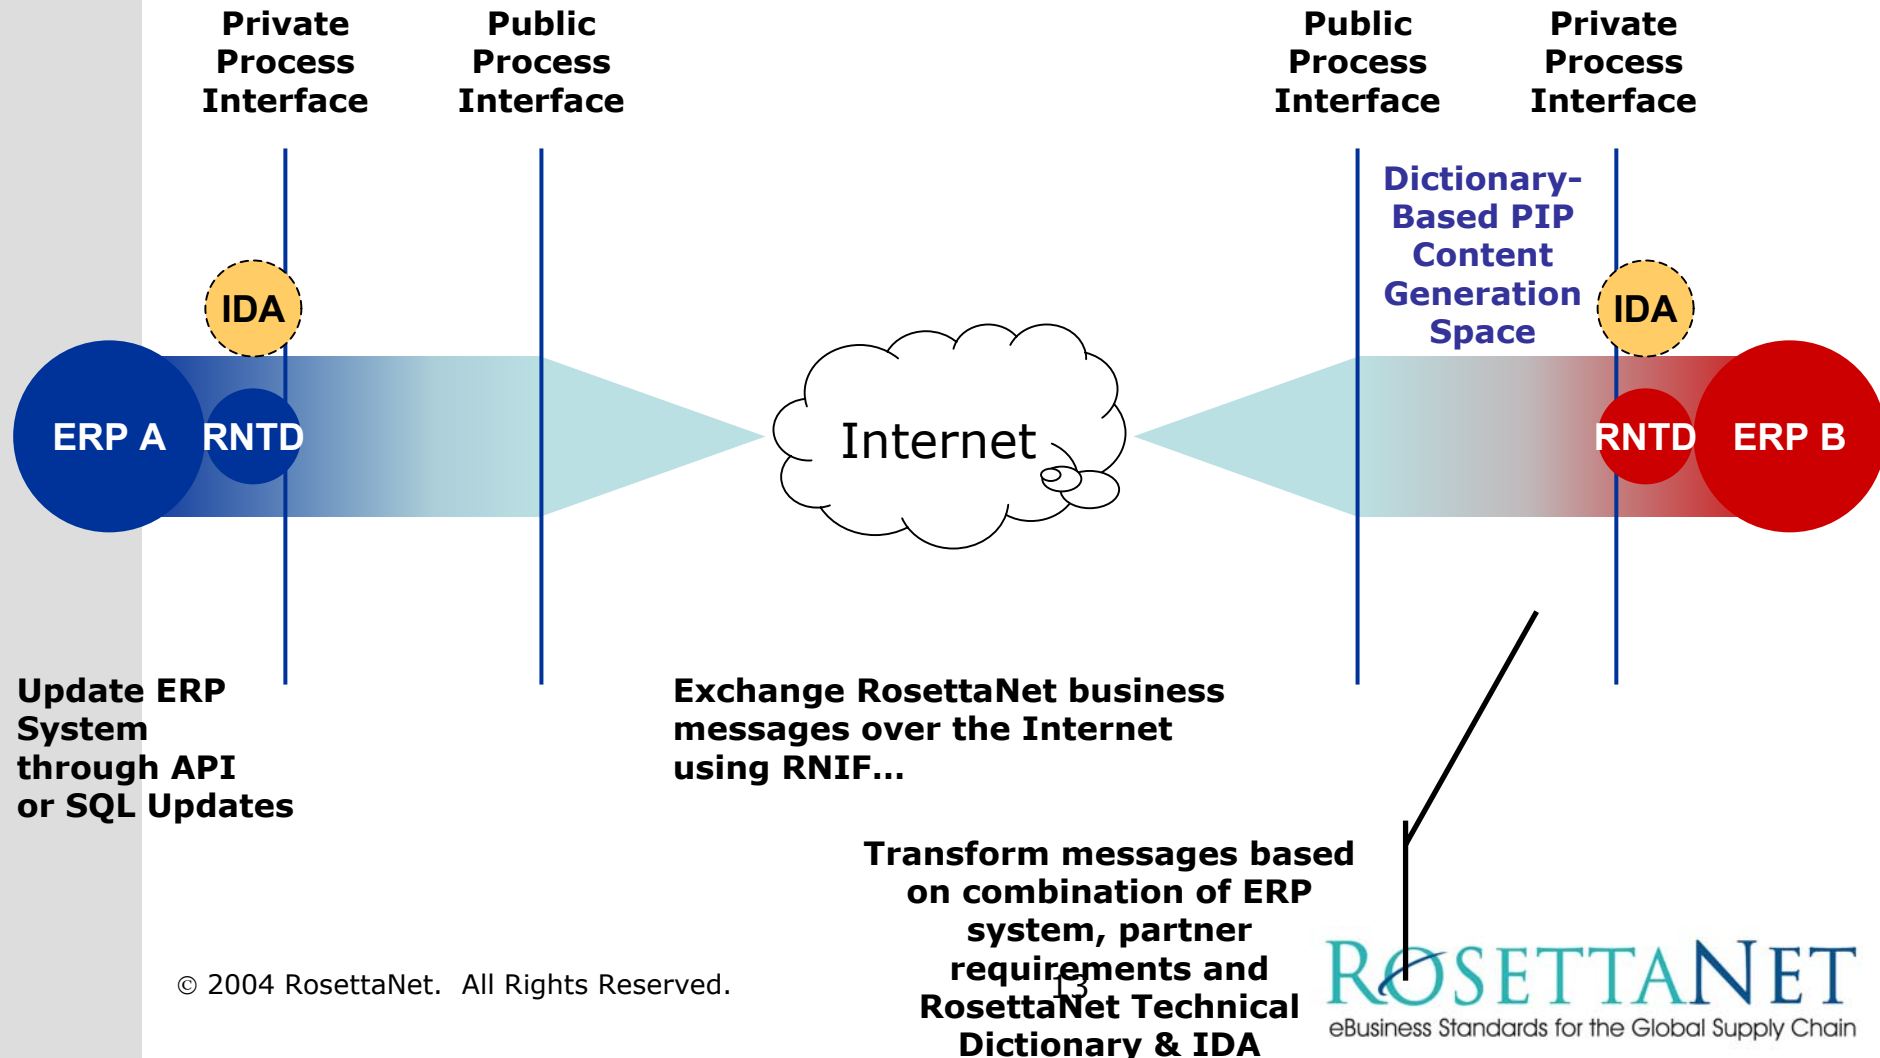 Private
Process
Interface
Public
Process
Interface
Public
Process
Interface
Private
Process
Interface
Dictionary-
Based PIP
Content
Generation
Space
IDA
IDA
ERP A
RNTD
Internet
RNTD
ERP B
Update ERP
System
through API
or SQL Updates
Exchange RosettaNet business
messages over the Internet
using RNIF…
Transform messages based
on combination of ERP
system, partner
requirements and
RosettaNet Technical
Dictionary & IDA
© 2004 RosettaNet. All Rights Reserved.
13
ROSETTANET
eBusiness Standards for the Global Supply Chain